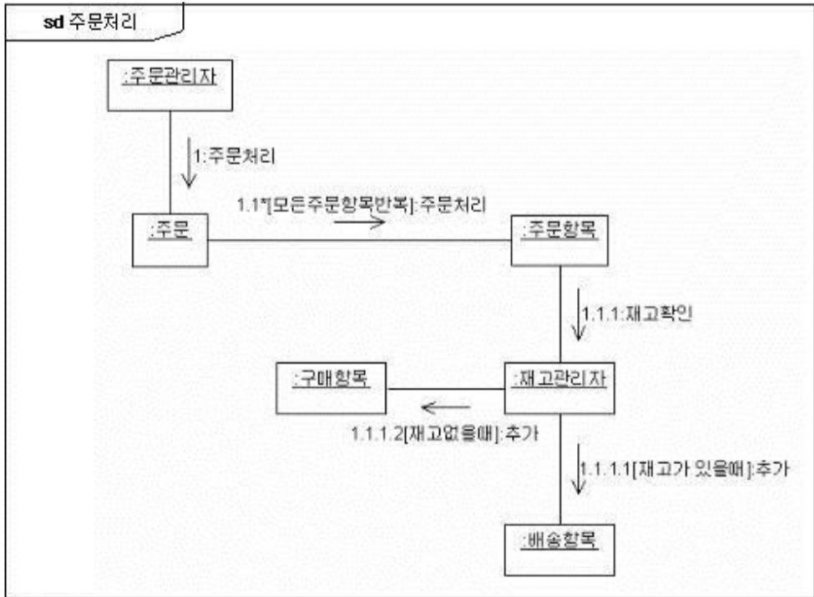 sd 주문처리
:주문관리자
1:주문처리
1.1*[모든주문항목반복]:주문처리
:주문
:주문항목
1.1.1:재고확인
:구매항목
:재고관리자
1.1.1.2[재고없을때]:추가
1.1.1.1[재고가 있을때]:추가
:배송항목